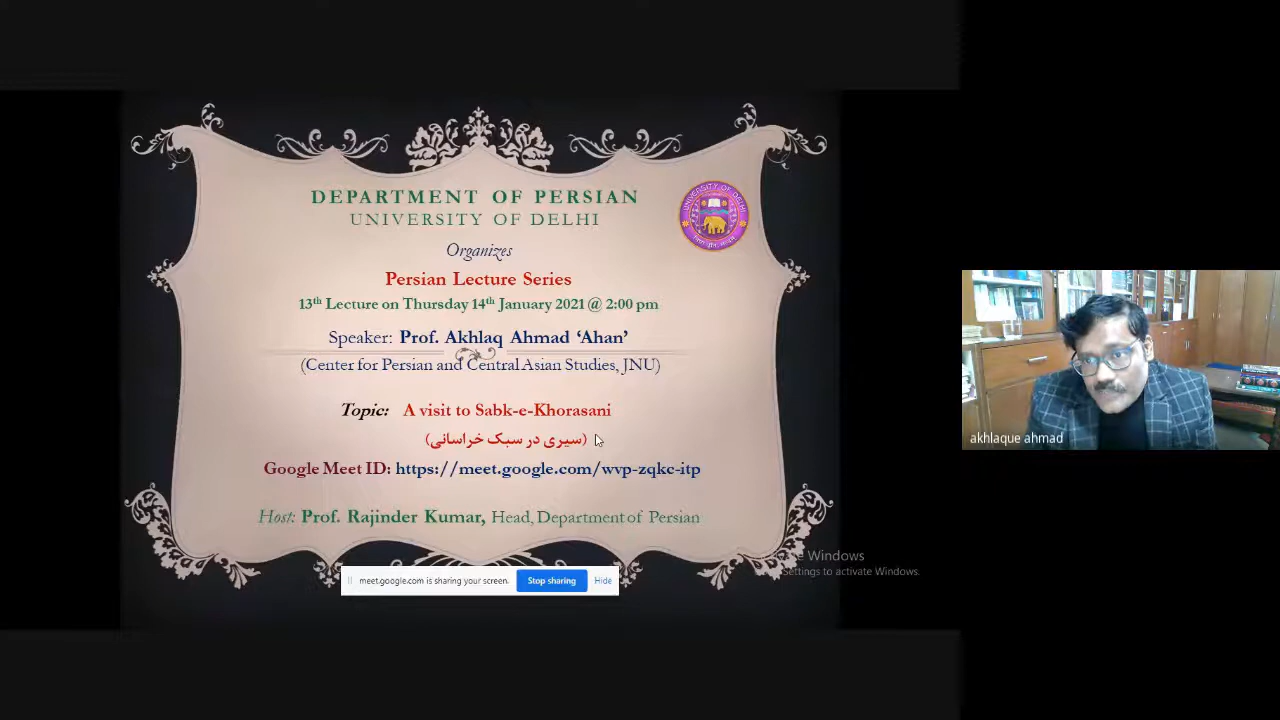 DEPARTMENT OF PERSIAN
UNIVERSITY OF DELHI
UNIVERSITY OF DELHI
Organizes
Persian Lecture Series
13th Lecture on Thursday 14th January 2021 @ 2:00 pm
Speaker: Prof. Akhlaq Ahmad ‘Ahan’
(Center for Persian and Central Asian Studies, JNU)
Topic: A visit to Sabk-e-Khorasani
(سیری در سبک خراسانی)
Google Meet ID: https://meet.google.com/wvp-zqkc-itp
Host: Prof. Rajinder Kumar, Head, Department of Persian
meet.google.com is sharing your screen.
Stop sharing
Hide
Windows
Settings to activate Windows.
akhlaque ahmad